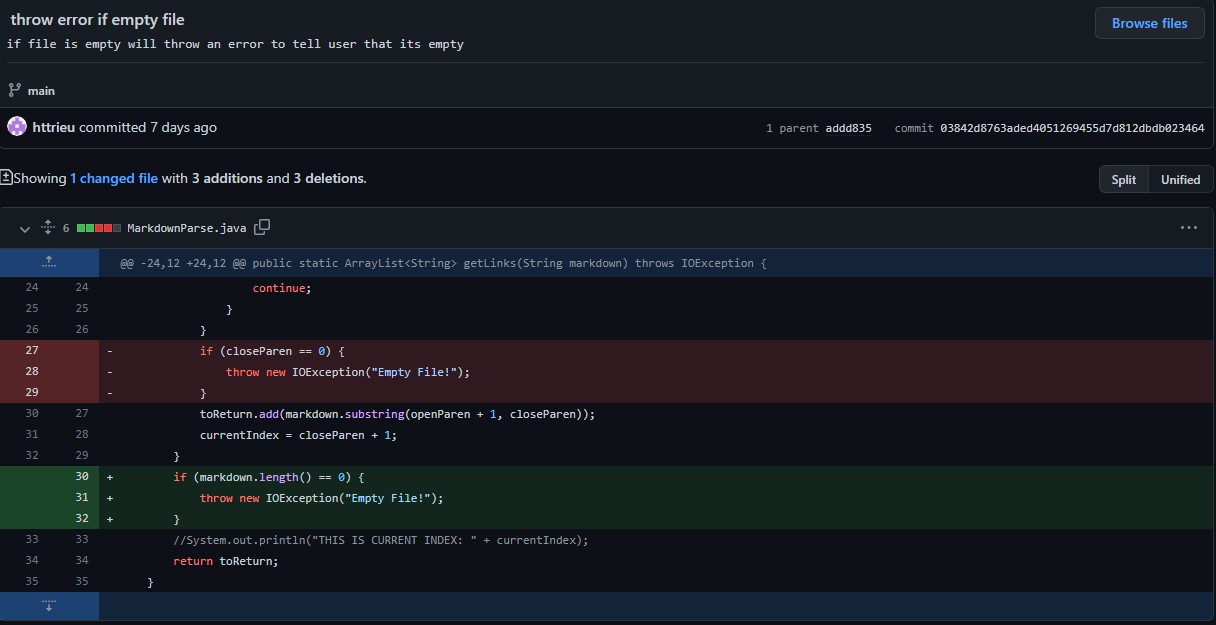 throw error if empty file
Browse files
if file is empty will throw an error to tell user that its empty
main
httrieu committed 7 days ago
1 parent addd835 commit 03842d8763aded4051269455d7d812dbdb023464
Showing 1 changed file with 3 additions and 3 deletions.
Split Unified
6 MarkdownParse.java
@@ -24,12 +24,12 @@ public static ArrayList<String> getLinks(String markdown) throws IOException {
24 24 continue;
25 25 }
26 26 }
27 - if (closeParen == 0) {
28 - throw new IOException("Empty File!");
29 - }
30 27 toReturn.add(markdown.substring(openParen + 1, closeParen));
31 28 currentIndex = closeParen + 1;
32 29 }
30 + if (markdown.length() == 0) {
31 + throw new IOException("Empty File!");
32 + }
33 33 //System.out.println("THIS IS CURRENT INDEX: " + currentIndex);
34 34 return toReturn;
35 35 }